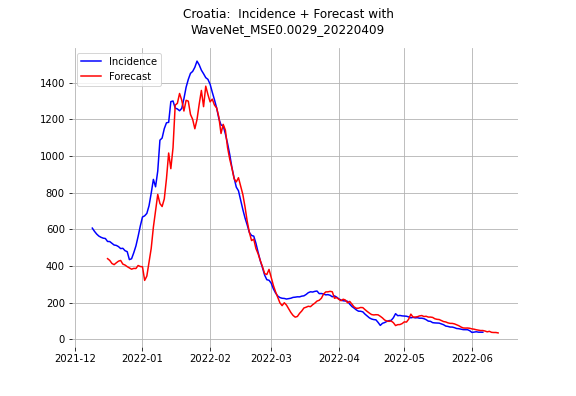 Croatia:  Incidence + Forecast with
WaveNet_MSE0.0029_20220409
Incidence
Forecast
1400
1200
1000
800
600
400
200
0
2021-12 2022-01 2022-02 2022-03 2022-04 2022-05 2022-06